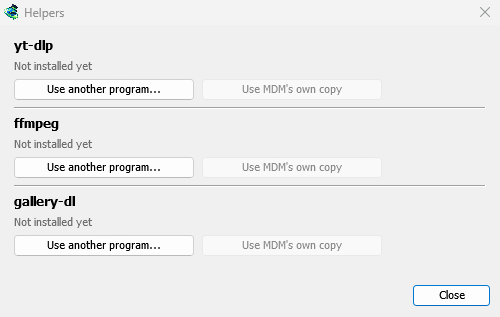 Helpers
yt-dlp
Not installed yet
Use another program...
Use MDM's own copy
ffmpeg
Not installed yet
Use another program...
Use MDM's own copy
gallery-dl
Not installed yet
Use another program...
Use MDM's own copy
Close